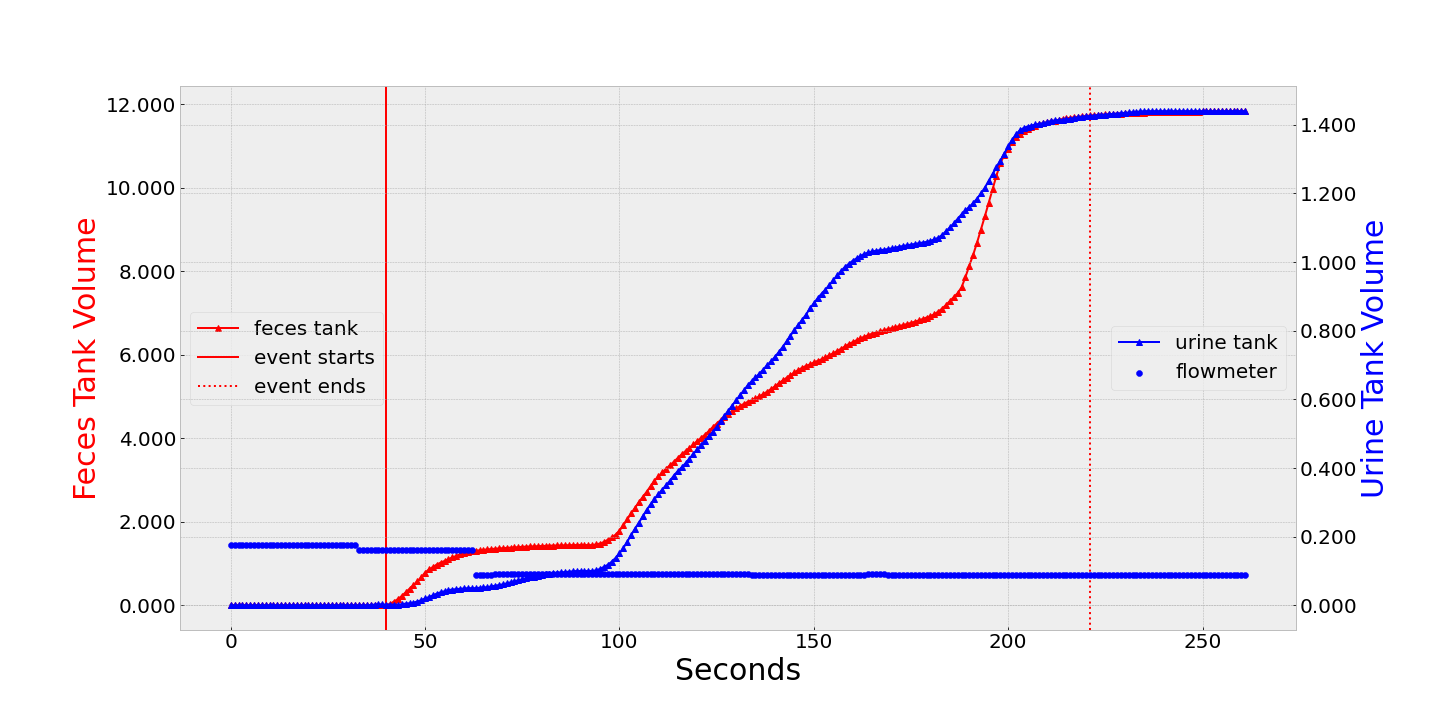 12.000
10.000
8.000
6.000
4.000
2.000
0.000
Feces Tank Volume
feces tank
event starts
event ends
urine tank
flowmeter
1.400
1.200
1.000
0.800
0.600
0.400
0.200
0.000
Urine Tank Volume
0 50 100 150 200 250
Seconds